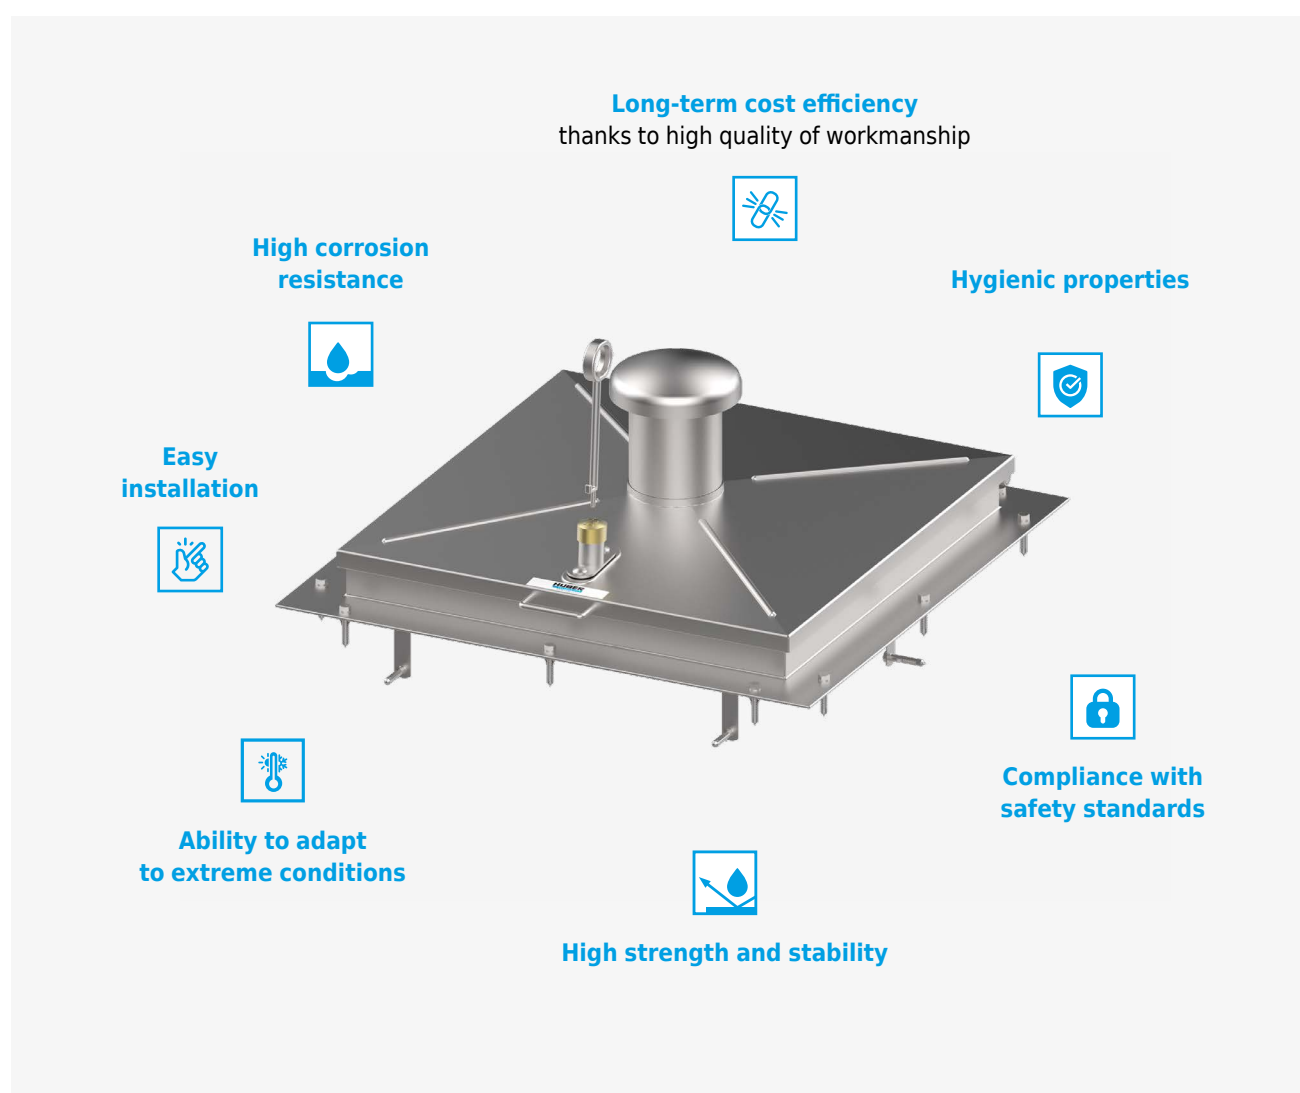 Long-term cost efficiency
thanks to high quality of workmanship
High corrosion
resistance
Hygienic properties
Easy
installation
HUBER
Compliance with
safety standards
Ability to adapt
to extreme conditions
High strength and stability